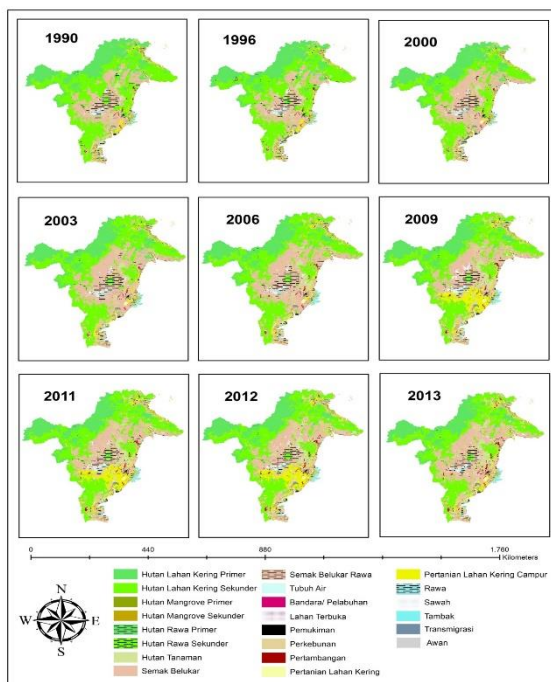 1990
1996
2000
2003
2006
2009
2011
2012
2013
0 440 880 1.760
Kilometers
N
W E
S
Hutan Lahan Kering Primer
Hutan Lahan Kering Sekunder
Hutan Mangrove Primer
Hutan Mangrove Sekunder
Hutan Rawa Primer
Hutan Rawa Sekunder
Hutan Tanaman
Semak Belukar
Semak Belukar Rawa
Tubuh Air
Bandara/ Pelabuhan
Lahan Terbuka
Pemukiman
Perkebunan
Pertambangan
Pertanian Lahan Kering
Pertanian Lahan Kering Campur
Rawa
Sawah
Tambak
Transmigrasi
Awan